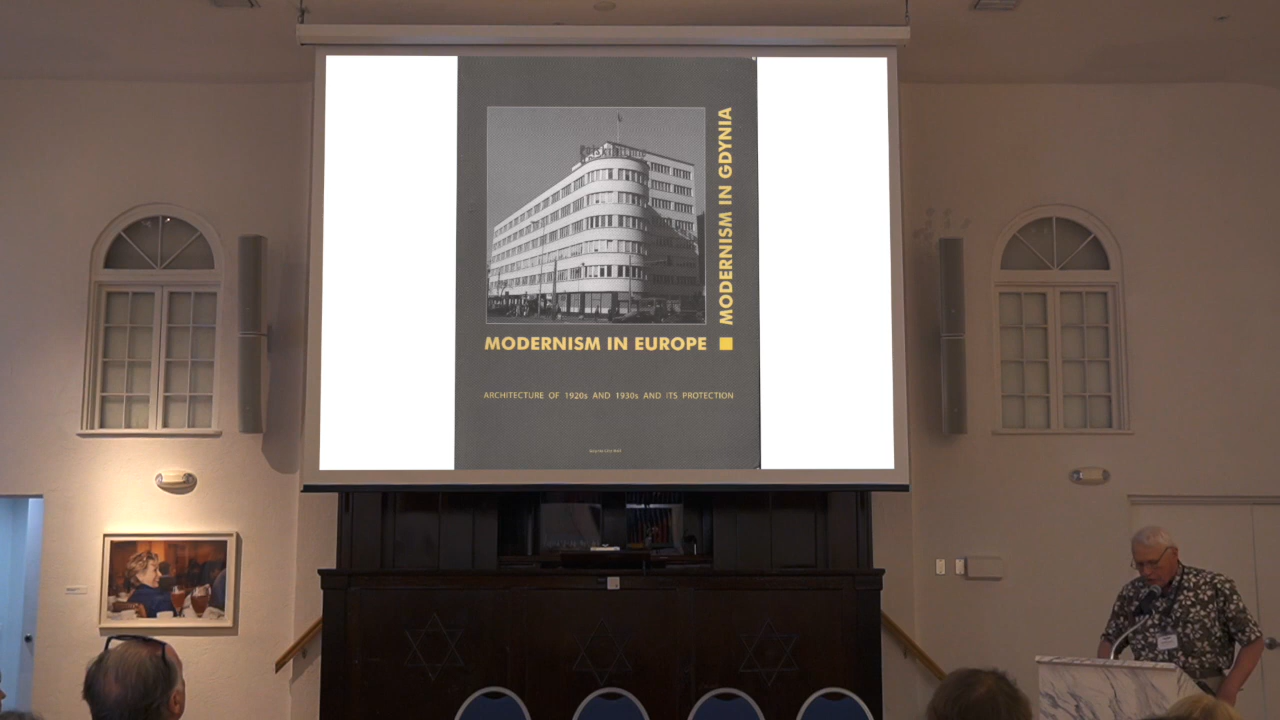 MODERNISM IN GDYNIA
MODERNISM IN EUROPE
ARCHITECTURE OF 1920s AND 1930s AND ITS PROTECTION